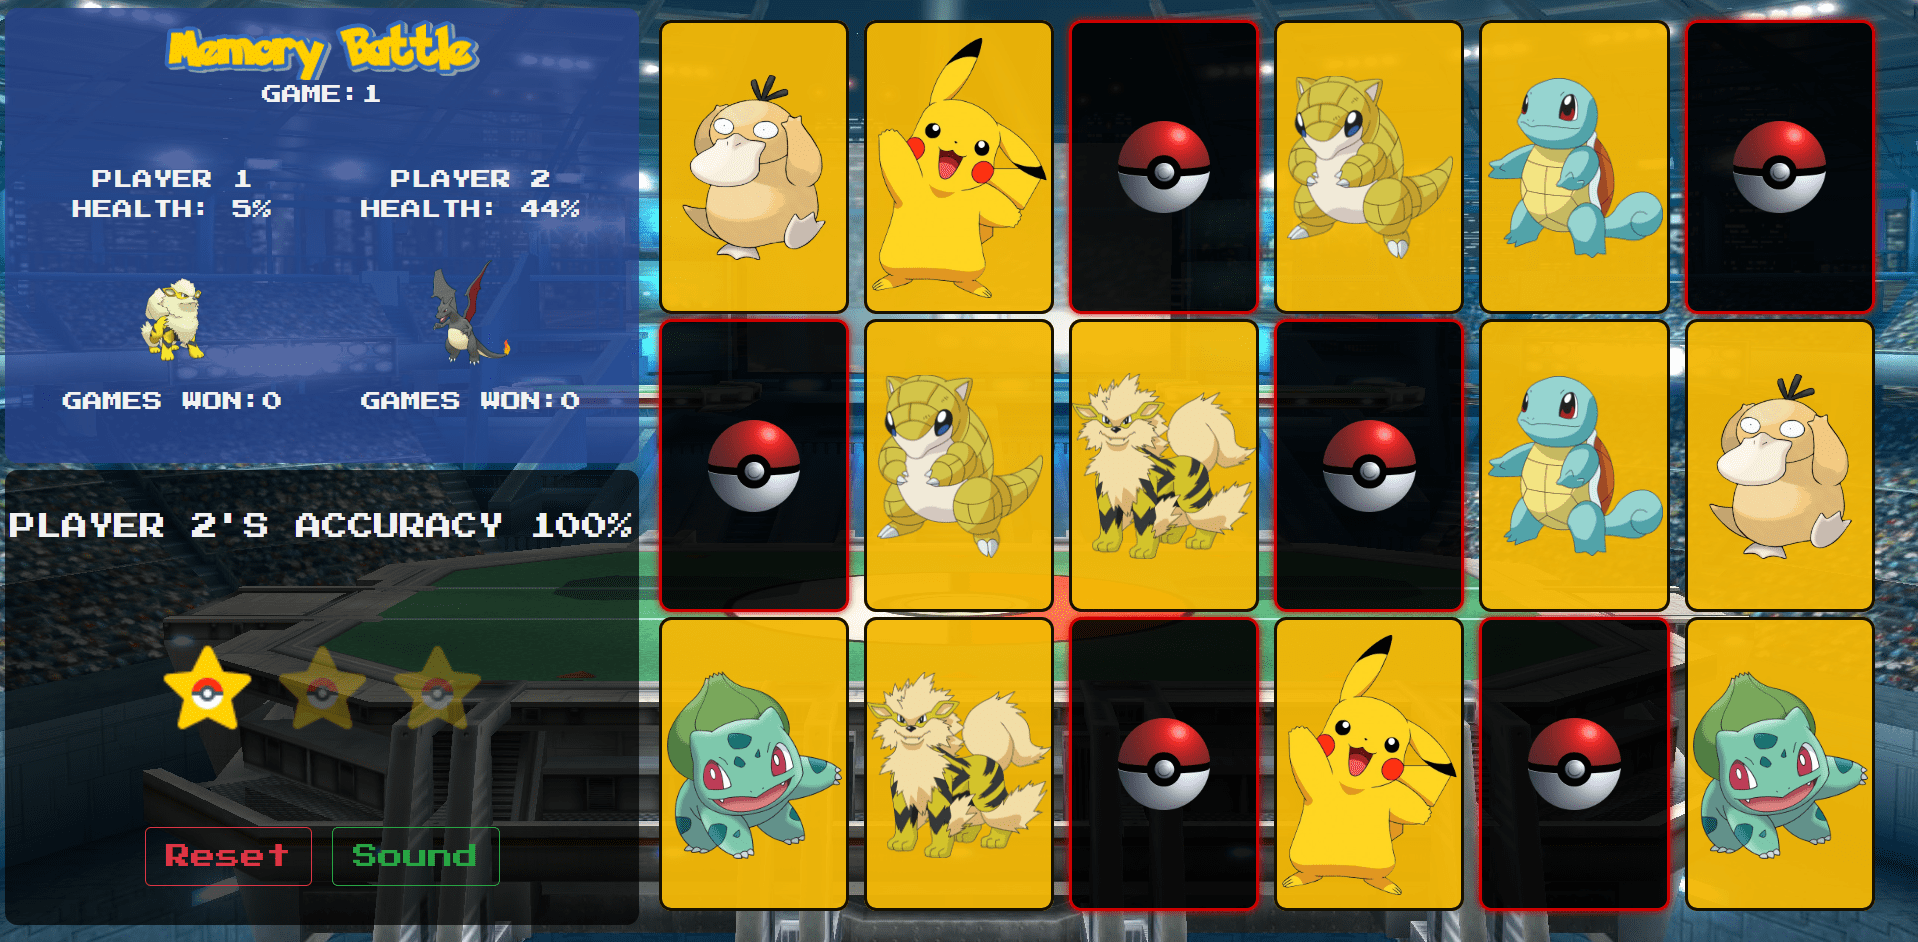 Memory Battle
GAME: 1
PLAYER 1
HEALTH: 5%
PLAYER 2
HEALTH: 44%
GAMES WON:0
GAMES WON:0
PLAYER 2'S ACCURACY 100%
Reset
Sound